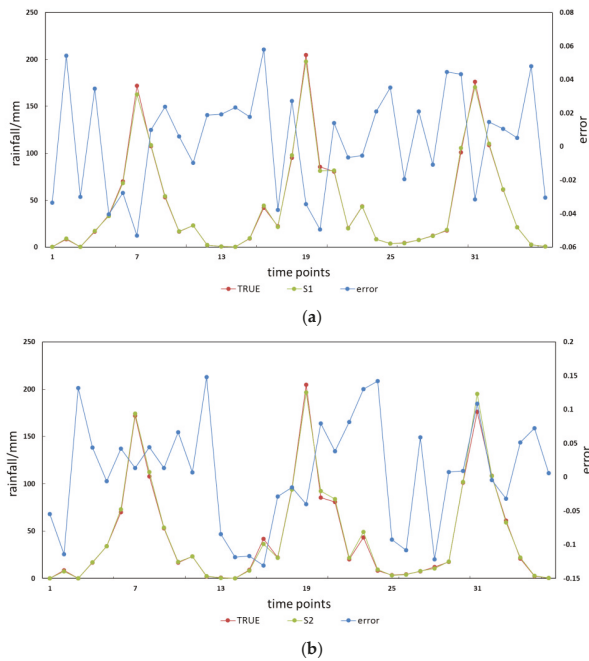 250 0.08
200 0.06
0.04
150 0.02
rainfall/mm 0 error
100 -0.02
50 -0.04
0 -0.06
1 7 13 19 25 31
time points
TRUE S1 error
(a)
250 0.2
200 0.15
0.1
150 0.05
rainfall/mm 0 error
100 -0.05
50 -0.1
0 -0.15
1 7 13 19 25 31
time points
TRUE S2 error
(b)